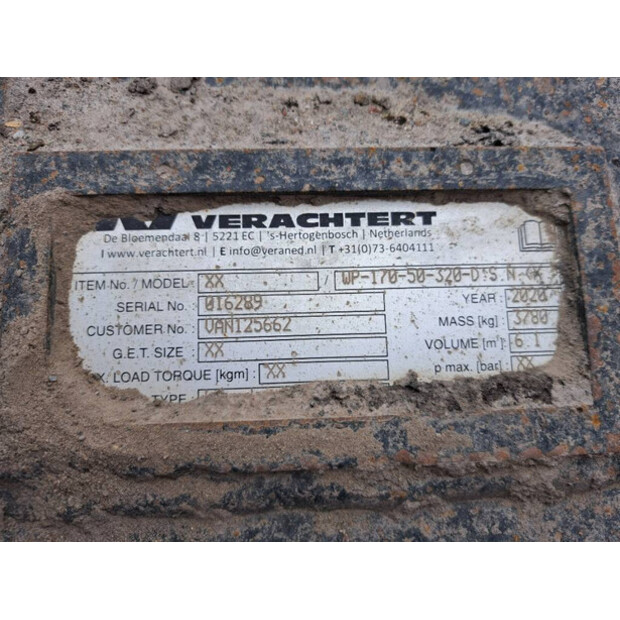 VERACHTERT
De Bloemendaal 8 | 5221 EC | 's-Hertogenbosch | Netherlands
I www.verachtert.nl | E info@veraned.nl | T +31(0)73-6404111
ITEM No. / MODEL : XX / WP-170-50-320-D
SERIAL No. : 016289 YEAR : 2020
CUSTOMER No. : VAN125662 MASS [kg] : 3780
G.E.T. SIZE : XX VOLUME [m³] : 6.1
X. LOAD TORQUE [kgm] : XX p max. [bar] : XX
TYPE